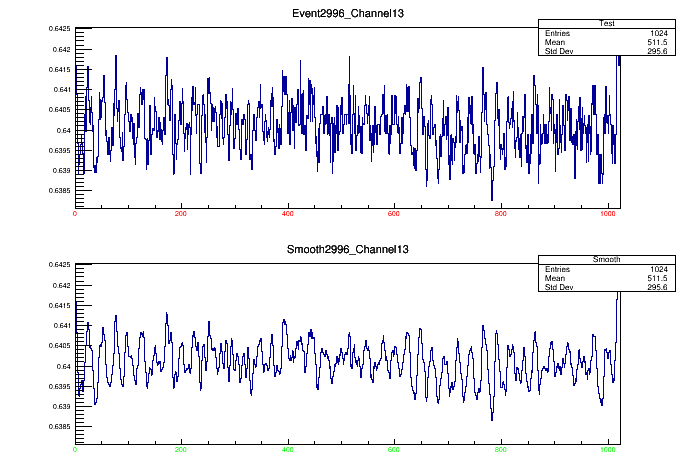 Event2996_Channel13
Test
Entries 1024
Mean 511.5
Std Dev 295.6
0.6425
0.642
0.6415
0.641
0.6405
0.64
0.6395
0.639
0.6385
0 200 400 600 800 1000
Smooth2996_Channel13
Smooth
Entries 1024
Mean 511.5
Std Dev 295.6
0.6425
0.642
0.6415
0.641
0.6405
0.64
0.6395
0.639
0.6385
0 200 400 600 800 1000